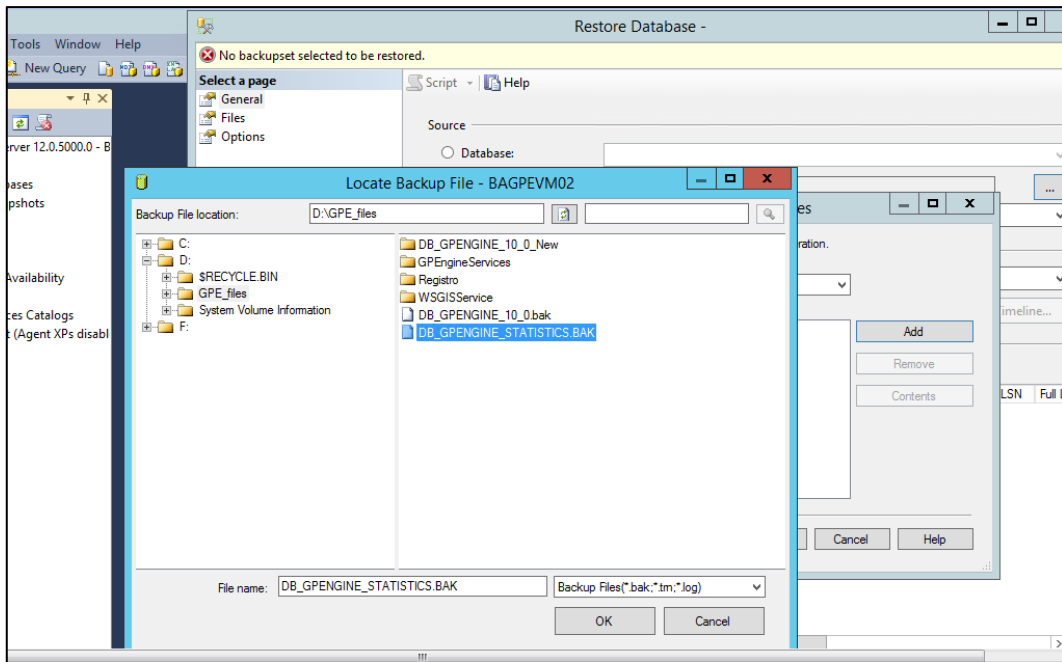 Restore Database -
Tools Window Help
No backupset selected to be restored.
New Query
Select a page
Script Help
General
Files
Options
Source
Database:
...
erver 12.0.5000.0 - B
ases
pshots
Availability
ces Catalogs
t (Agent XPs disabl
Locate Backup File - BAGPEVM02
Backup File location: D:\GPE_files
C:
D:
$RECYCLE.BIN
GPE_files
System Volume Information
F:
DB_GPENGINE_10_0_New
GPEngineServices
Registro
WSGISService
DB_GPENGINE_10_0.bak
DB_GPENGINE_STATISTICS.BAK
File name: DB_GPENGINE_STATISTICS.BAK
Backup Files(*.bak;*.trn;*.log)
OK Cancel
es
ration.
Add
Remove
Contents
Cancel Help
imeline...
LSN Full L